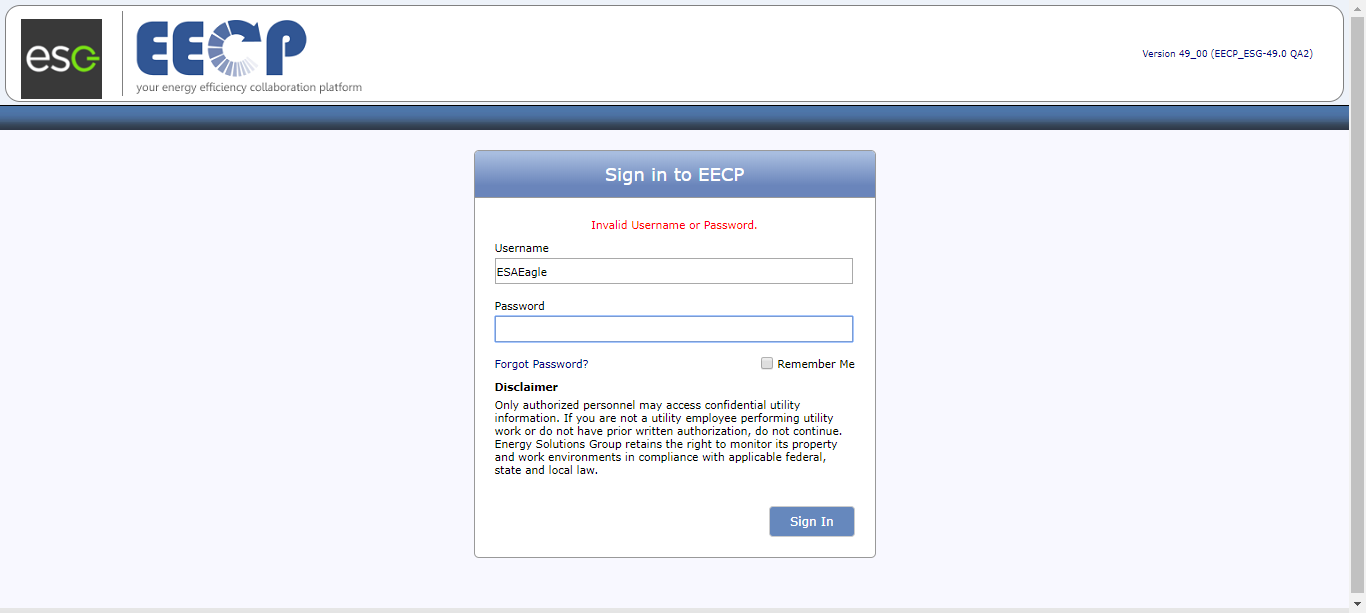 esc
EECP
your energy efficiency collaboration platform
Version 49_00 (EECP_ESG-49.0 QA2)
Sign in to EECP
Invalid Username or Password.
Username
ESAEagle
Password
Forgot Password?
Remember Me
Disclaimer
Only authorized personnel may access confidential utility
information. If you are not a utility employee performing utility
work or do not have prior written authorization, do not continue.
Energy Solutions Group retains the right to monitor its property
and work environments in compliance with applicable federal,
state and local law.
Sign In